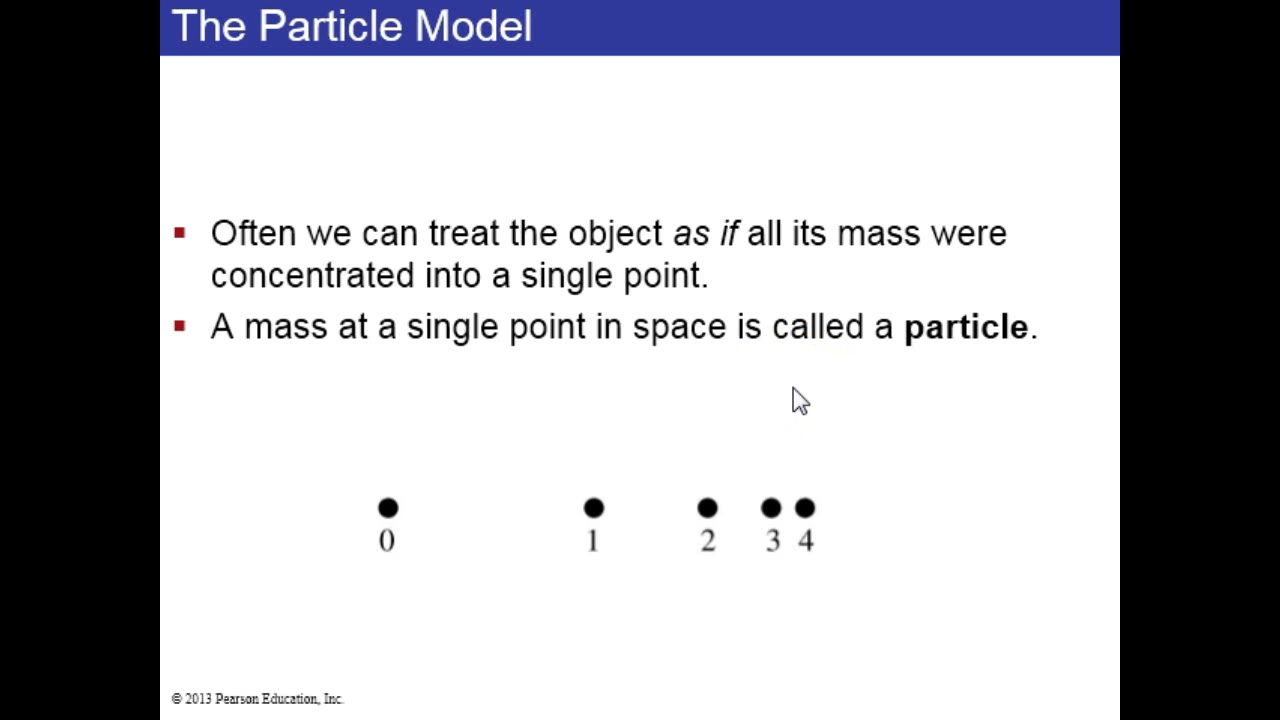 The Particle Model
▪ Often we can treat the object as if all its mass were
concentrated into a single point.
▪ A mass at a single point in space is called a particle.
0 1 2 3 4
© 2013 Pearson Education, Inc.